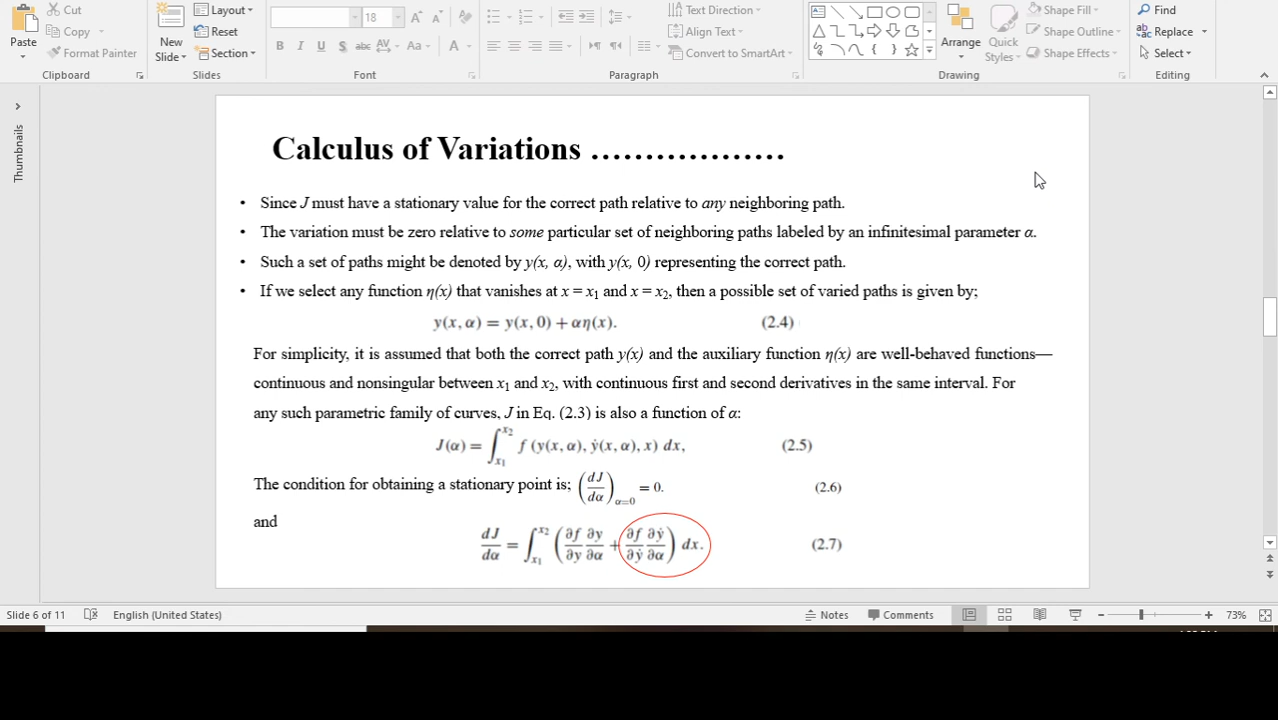 Cut
Copy
Format Painter
Paste
Clipboard
New
Slide
Layout
Reset
Section
Slides
18
B I U S abc AV Aa A
Font
Text Direction
Align Text
Convert to SmartArt
Paragraph
Arrange
Quick
Styles
Shape Fill
Shape Outline
Shape Effects
Drawing
Find
Replace
Select
Editing
Thumbnails
Calculus of Variations ………………
• Since J must have a stationary value for the correct path relative to any neighboring path.
• The variation must be zero relative to some particular set of neighboring paths labeled by an infinitesimal parameter α.
• Such a set of paths might be denoted by y(x, α), with y(x, 0) representing the correct path.
• If we select any function η(x) that vanishes at x = x₁ and x = x₂, then a possible set of varied paths is given by;
y(x, α) = y(x, 0) + αη(x). (2.4)
For simplicity, it is assumed that both the correct path y(x) and the auxiliary function η(x) are well-behaved functions—
continuous and nonsingular between x₁ and x₂, with continuous first and second derivatives in the same interval. For
any such parametric family of curves, J in Eq. (2.3) is also a function of α:
J(α) = ∫_{x₁}^{x₂} f (y(x, α), ẏ(x, α), x) dx, (2.5)
The condition for obtaining a stationary point is; (dJ/dα)_{α=0} = 0. (2.6)
and
dJ/dα = ∫_{x₁}^{x₂} (∂f/∂y ∂y/∂α + ∂f/∂ẏ ∂ẏ/∂α) dx. (2.7)
Slide 6 of 11 English (United States) Notes Comments 73%